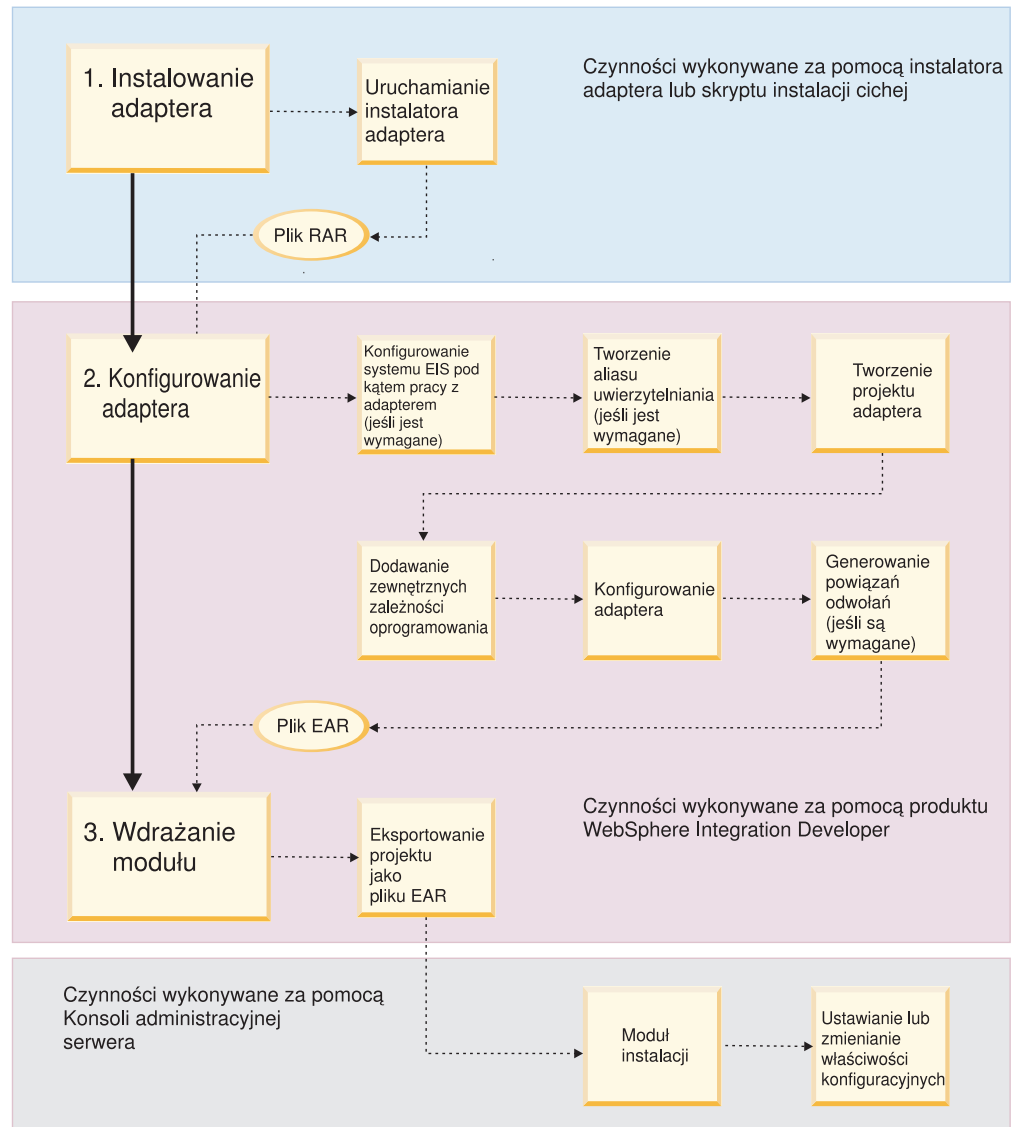 1. Instalowanie
adaptera
Uruchamianie
instalatora
adaptera
Czynności wykonywane za pomocą instalatora
adaptera lub skryptu instalacji cichej
Plik RAR
2. Konfigurowanie
adaptera
Konfigurowanie
systemu EIS pod
kątem pracy z
adapterem
(jeśli jest
wymagane)
Tworzenie
aliasu
uwierzytelniania
(jeśli jest
wymagane)
Tworzenie
projektu
adaptera
Dodawanie
zewnętrznych
zależności
oprogramowania
Konfigurowanie
adaptera
Generowanie
powiązań
odwołań
(jeśli są
wymagane)
Plik EAR
3. Wdrażanie
modułu
Eksportowanie
projektu
jako
pliku EAR
Czynności wykonywane za pomocą produktu
WebSphere Integration Developer
Czynności wykonywane za pomocą
Konsoli administracyjnej
serwera
Moduł
instalacji
Ustawianie lub
zmienianie
właściwości
konfiguracyjnych